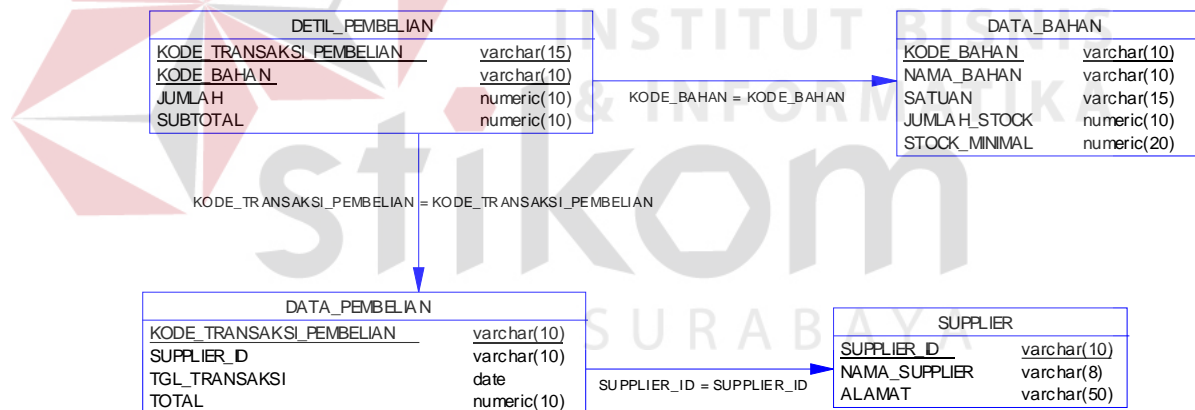 INSTITUT BISNIS
& INFORMATIKA
stikom
SURABAYA
DETIL_PEMBELIAN
KODE_TRANSAKSI_PEMBELIAN varchar(15)
KODE_BAHAN varchar(10)
JUMLAH numeric(10)
SUBTOTAL numeric(10)
KODE_BAHAN = KODE_BAHAN
DATA_BAHAN
KODE_BAHAN varchar(10)
NAMA_BAHAN varchar(10)
SATUAN varchar(15)
JUMLAH_STOCK numeric(10)
STOCK_MINIMAL numeric(20)
KODE_TRANSAKSI_PEMBELIAN = KODE_TRANSAKSI_PEMBELIAN
DATA_PEMBELIAN
KODE_TRANSAKSI_PEMBELIAN varchar(10)
SUPPLIER_ID varchar(10)
TGL_TRANSAKSI date
TOTAL numeric(10)
SUPPLIER_ID = SUPPLIER_ID
SUPPLIER
SUPPLIER_ID varchar(10)
NAMA_SUPPLIER varchar(8)
ALAMAT varchar(50)